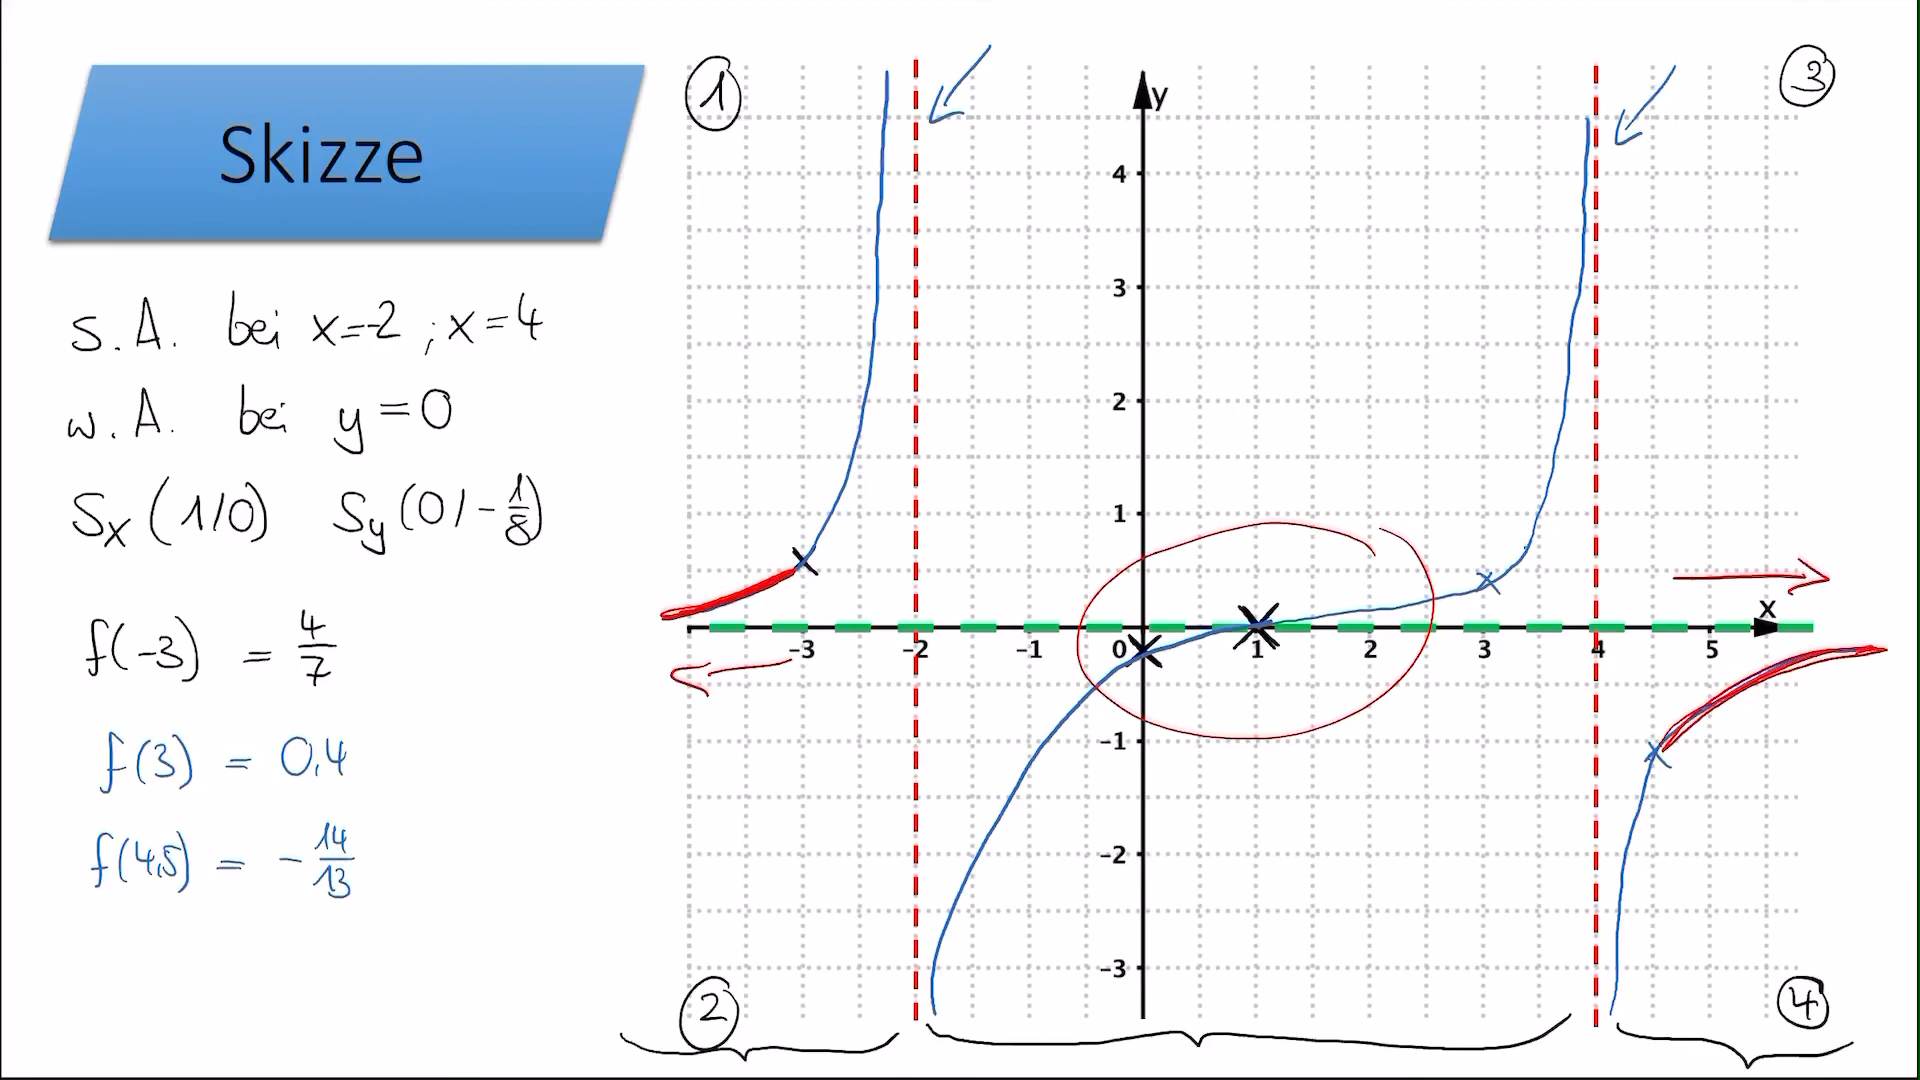 Skizze
s.A. bei x=-2 ; x=4
w.A. bei y=0
Sx (1/0) Sy (0/-1/8)
f(-3) = 4/7
f(3) = 0,4
f(4,5) = - 14/13
1
3
y
4
3
2
1
x
-3 -2 -1 0 1 2 3 4 5
-1
-2
-3
2
4